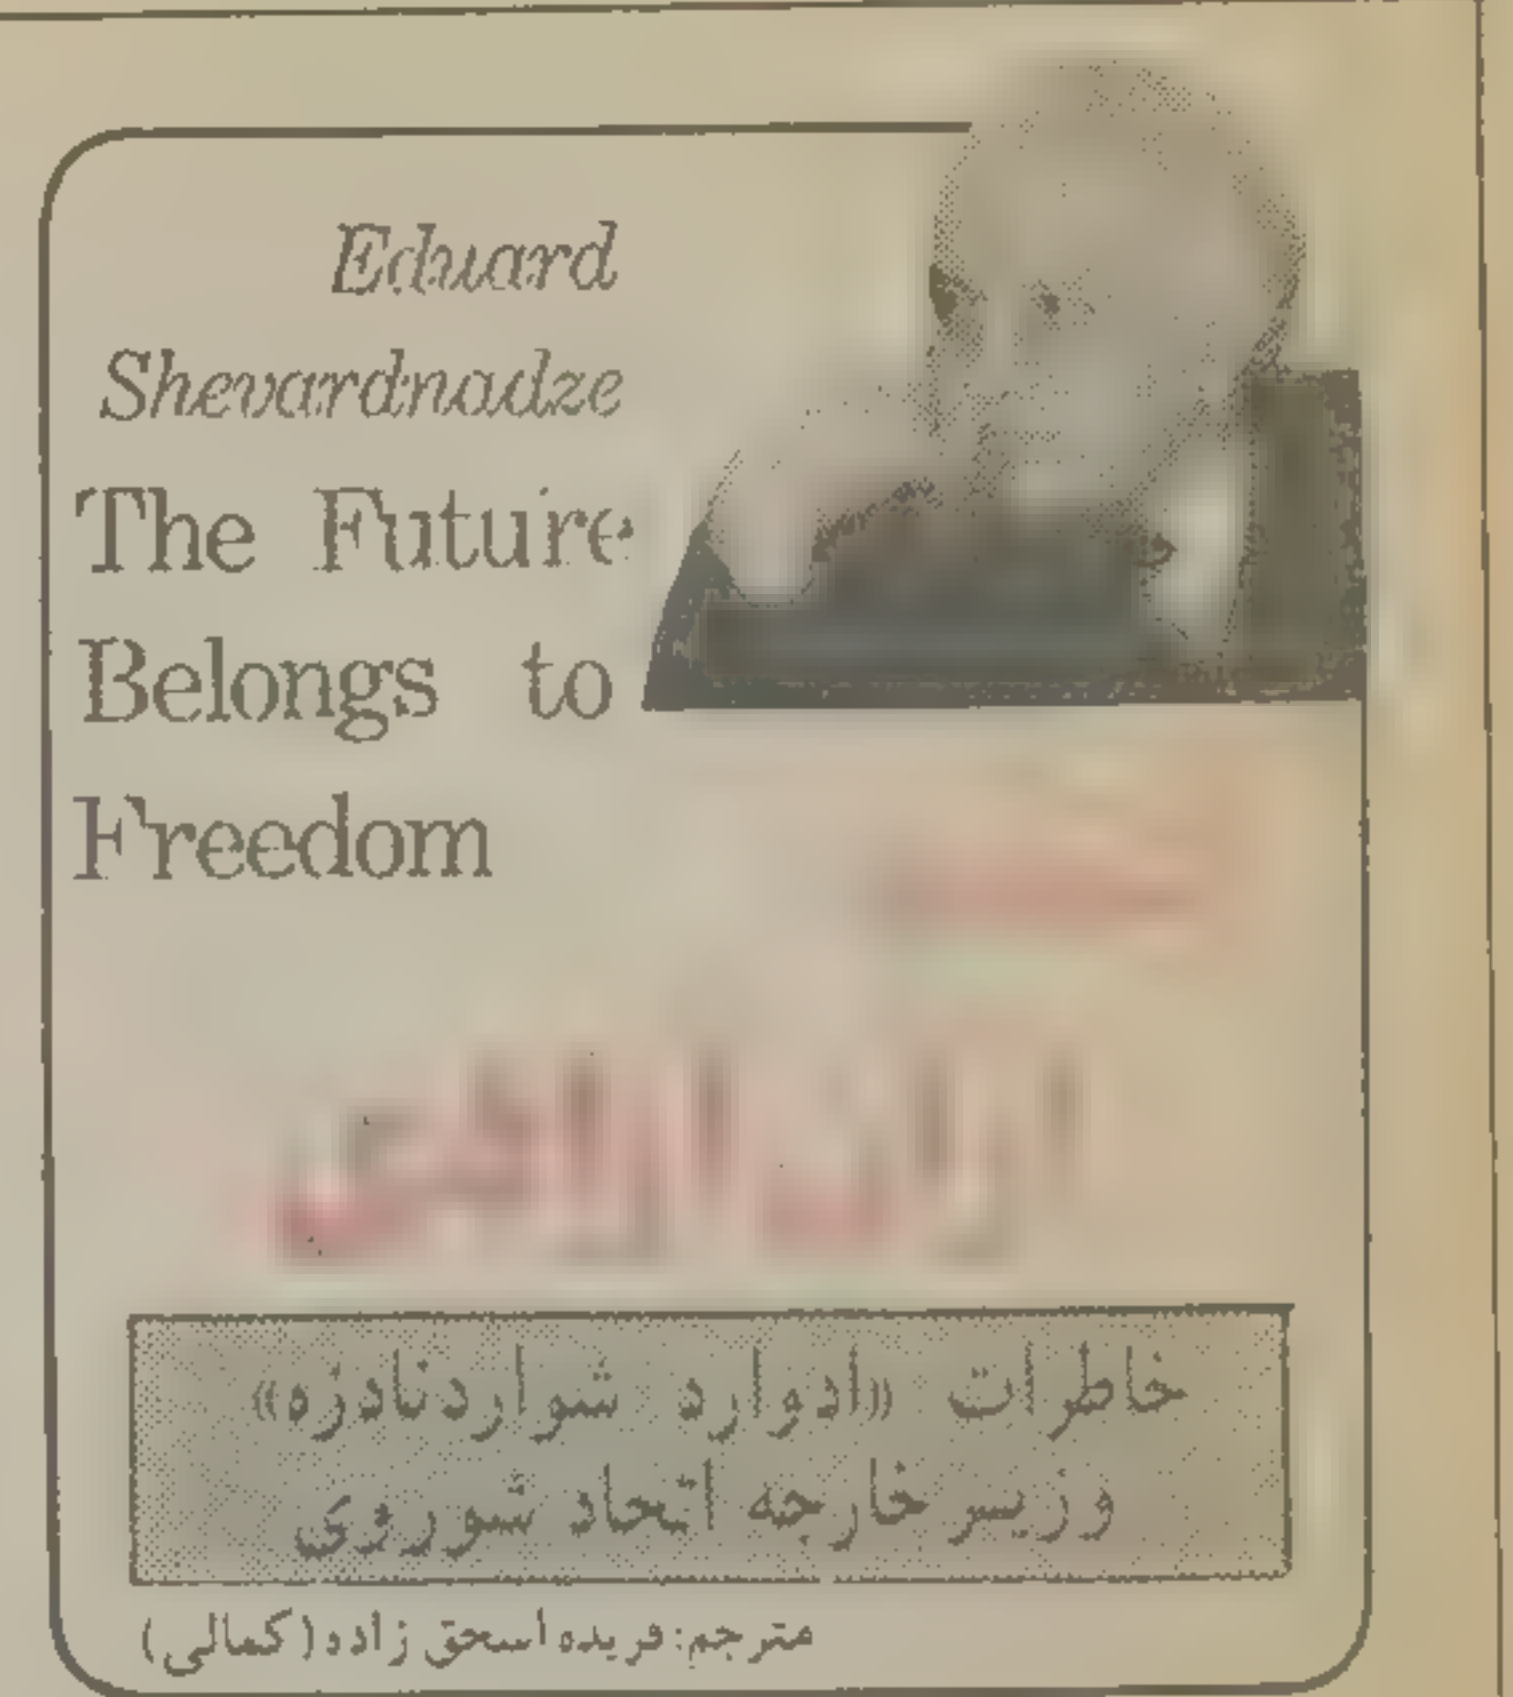 Eduard
Shevardnadze
The Future
Belongs to
Freedom
خاطرات «ادوارد شواردنادزه»
وزیر خارجه اتحاد شوروی
مترجم: فریده اسحق زاده (کمالی)